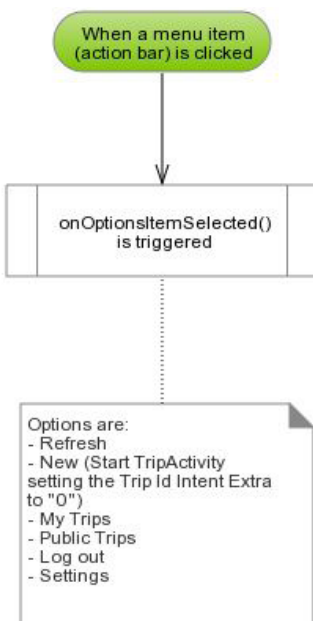 When a menu item
(action bar) is clicked
onOptionsItemSelected()
is triggered
Options are:
- Refresh
- New (Start TripActivity
setting the Trip Id Intent Extra
to "0")
- My Trips
- Public Trips
- Log out
- Settings